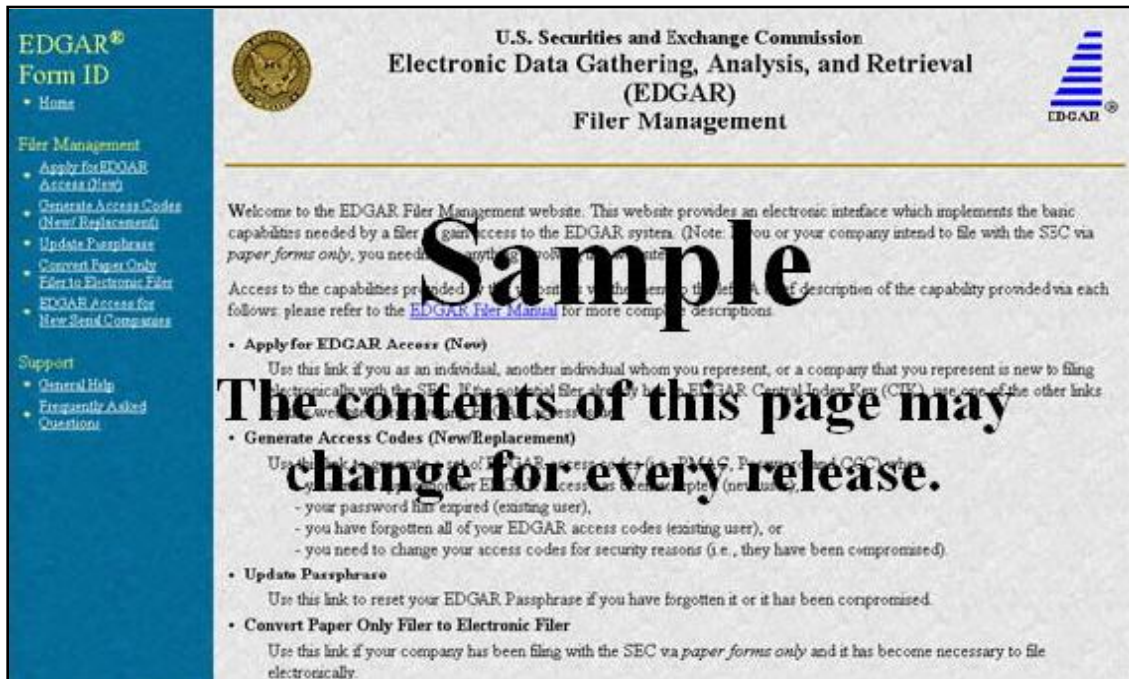 EDGAR®
Form ID
Home
Filer Management
Apply for EDGAR
Access (New)
Generate Access Codes
(New/ Replacement)
Update Passphrase
Convert Paper Only
Filer to Electronic Filer
EDGAR Access for
New Serial Companies
Support
General Help
Frequently Asked
Questions
U.S. Securities and Exchange Commission
Electronic Data Gathering, Analysis, and Retrieval
(EDGAR)
Filer Management
EDGAR ®
Welcome to the EDGAR Filer Management website. This website provides an electronic interface which implements the basic
capabilities needed by a filer gain access to the EDGAR system. (Note: you or your company intend to file with the SEC via
paper forms only, you need
Sample
Access to the capabilities description of the capability provided via each
follows: please refer to the EDGAR Filer Manual for more descriptions.
• Apply for EDGAR Access (New)
Use this link if you as an individual, another individual whom you represent, or a company that you represent is new to filing
electronically with the SEC. If the potential filer already EDGAR Central Index Key (CIK), use one of the other links
The contents of this page may
• Generate Access Codes (New/Replacement)
change for every release.
- your password has expired (existing user),
- you have forgotten all of your EDGAR access codes (existing user), or
- you need to change your access codes for security reasons (i.e., they have been compromised).
• Update Passphrase
Use this link to reset your EDGAR Passphrase if you have forgotten it or it has been compromised.
• Convert Paper Only Filer to Electronic Filer
Use this link if your company has been filing with the SEC via paper forms only and it has become necessary to file
electronically.